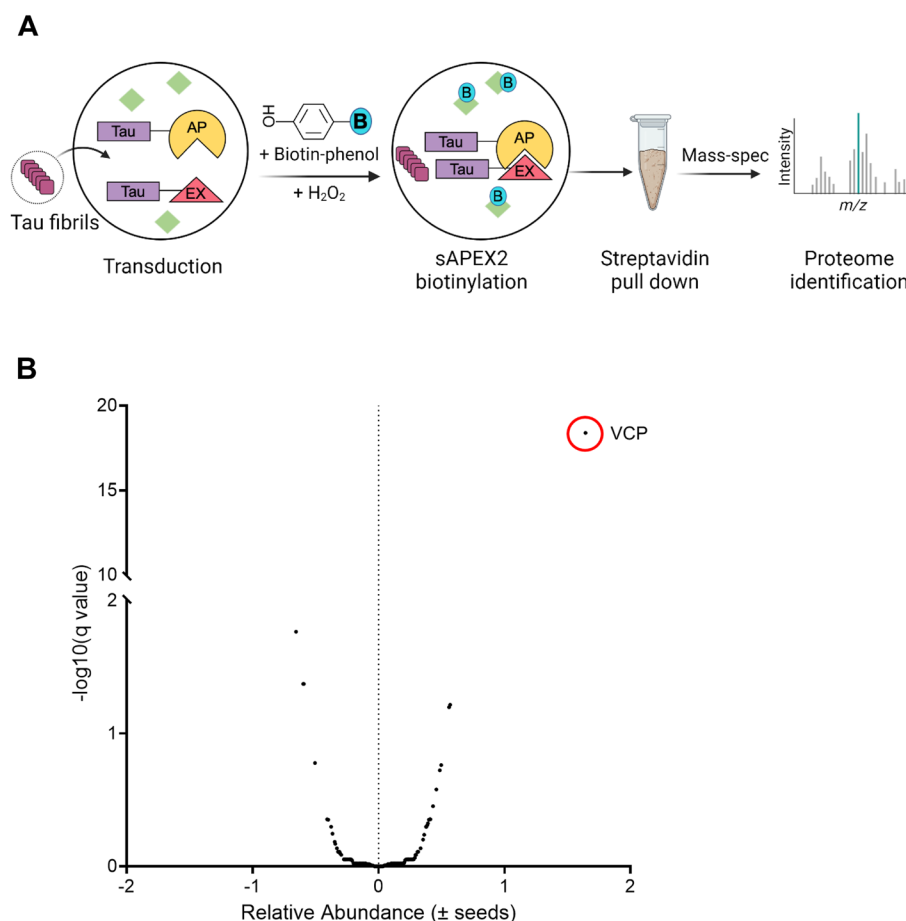 A
Tau
AP
Tau
EX
Tau fibrils
Transduction
OH
B
+ Biotin-phenol
+ H₂O₂
B
B
Tau
AP
Tau
EX
B
sAPEX2
biotinylation
Streptavidin
pull down
Mass-spec
Intensity
m/z
Proteome
identification
B
20
15
10
2
1
0
-log10(q value)
VCP
-2
-1
0
1
2
Relative Abundance (± seeds)